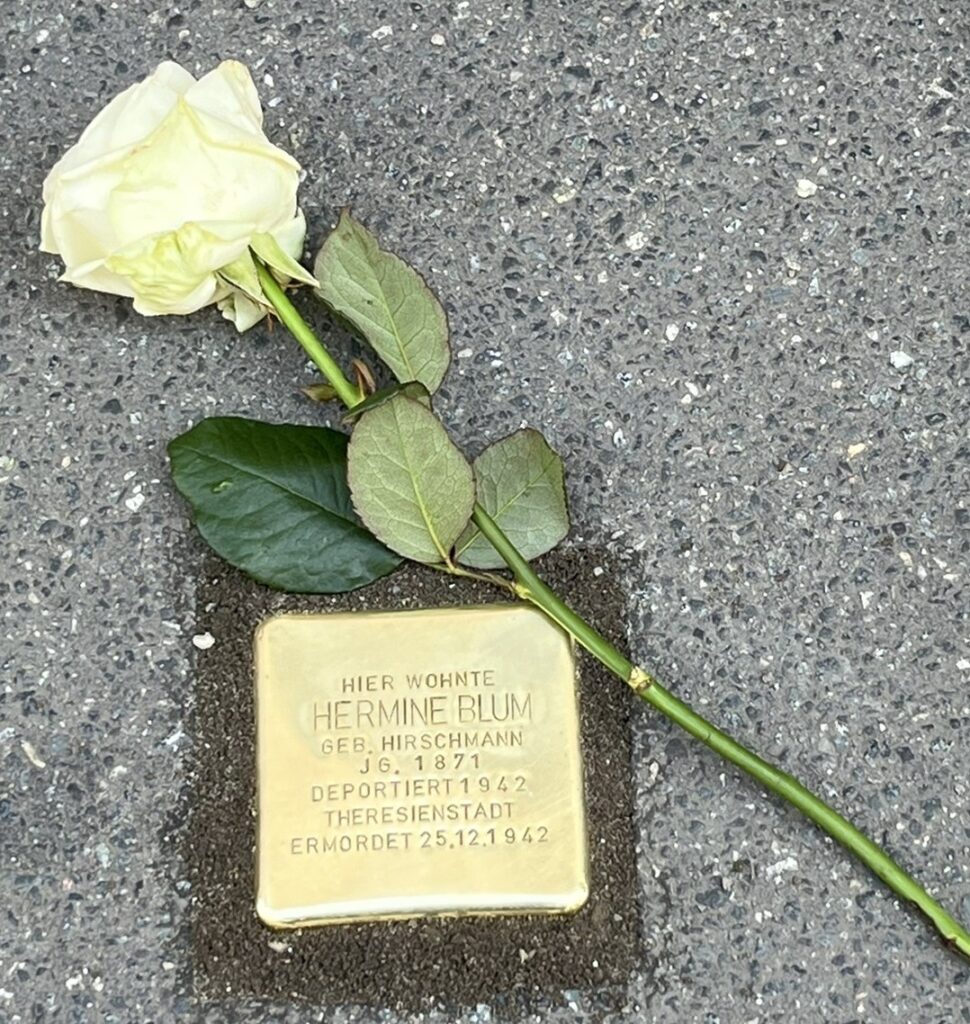 HIER WOHNTE
HERMINE BLUM
GEB. HIRSCHMANN
JG. 1871
DEPORTIERT 1942
THERESIENSTADT
ERMORDET 25.12.1942